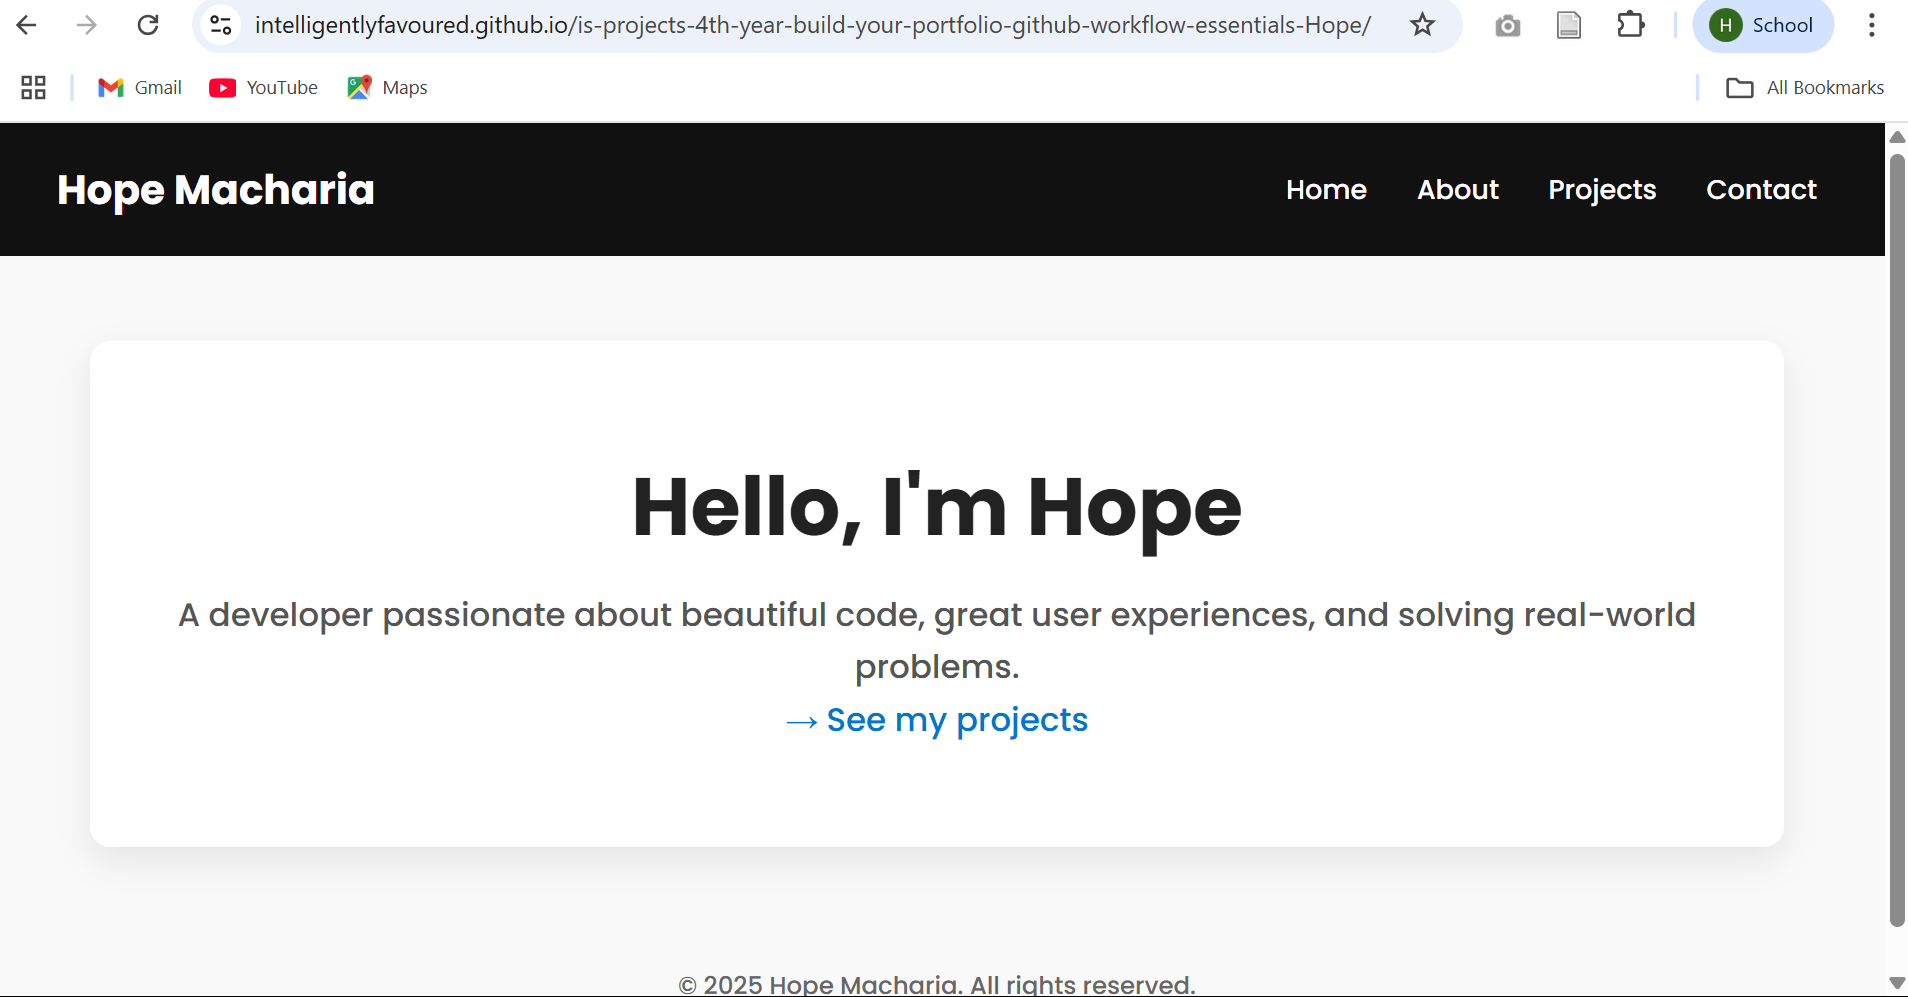 intelligentlyfavoured.github.io/is-projects-4th-year-build-your-portfolio-github-workflow-essentials-Hope/
H School
Gmail YouTube Maps All Bookmarks
Hope Macharia Home About Projects Contact
Hello, I'm Hope
A developer passionate about beautiful code, great user experiences, and solving real-world
problems.
→ See my projects
© 2025 Hope Macharia. All rights reserved.